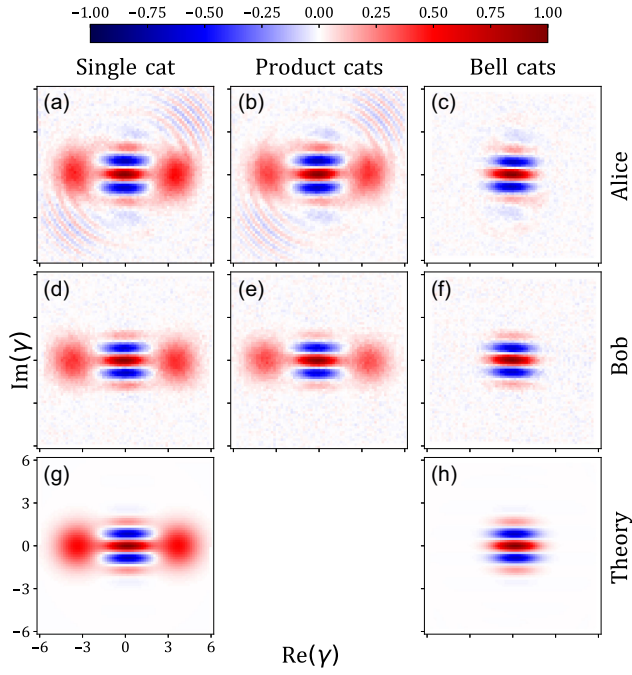 −1.00 −0.75 −0.50 −0.25 0.00 0.25 0.50 0.75 1.00
Single cat Product cats Bell cats
(a) (b) (c)
Alice
(d) (e) (f)
Im(γ)
Bob
(g) (h)
6
3
0
−3
−6
Theory
−6 −3 0 3 6
Re(γ)